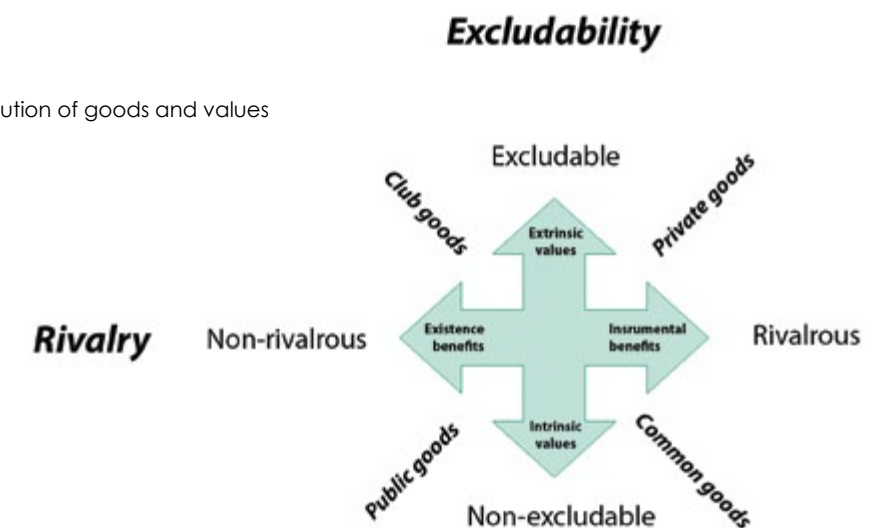 Excludability
ution of goods and values
Excludable
Club goods
Private goods
Extrinsic
values
Rivalry
Non-rivalrous
Existence
benefits
Insrumental
benefits
Rivalrous
Intrinsic
values
Public goods
Common goods
Non-excludable